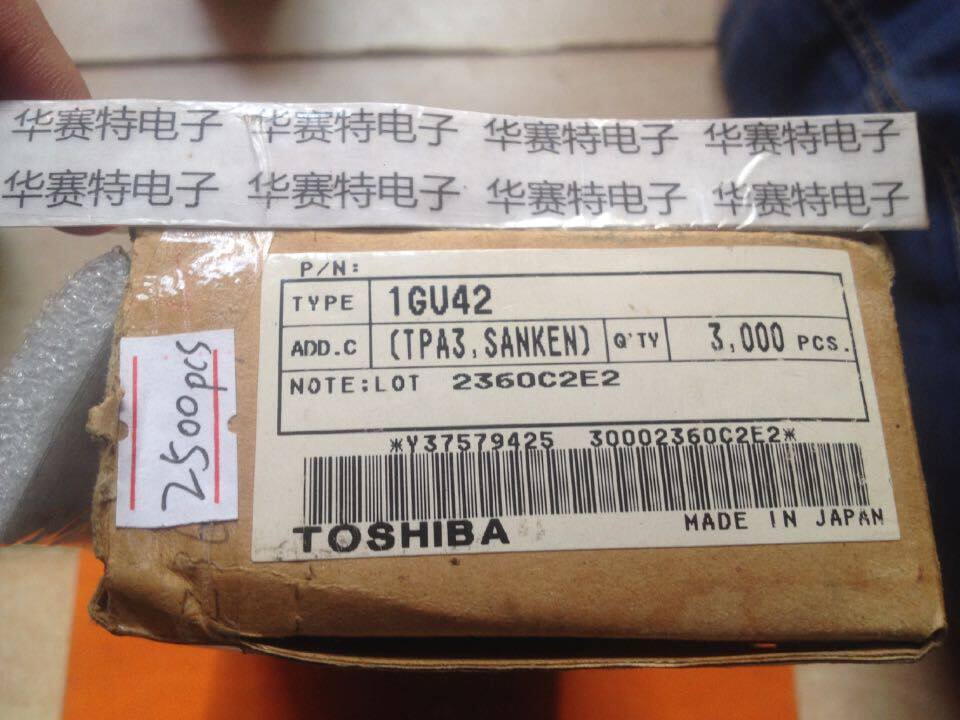 华赛特电子 华赛特电子 华赛特电子 华赛特电子
华赛特电子 华赛特电子 华赛特电子 华赛特电子
P/N:
TYPE 1GU42
ADD.C (TPA3,SANKEN) Q'TY 3,000 PCS.
NOTE:LOT 2360C2E2
*Y37579425 30002360C2E2*
TOSHIBA MADE IN JAPAN
2500pcs